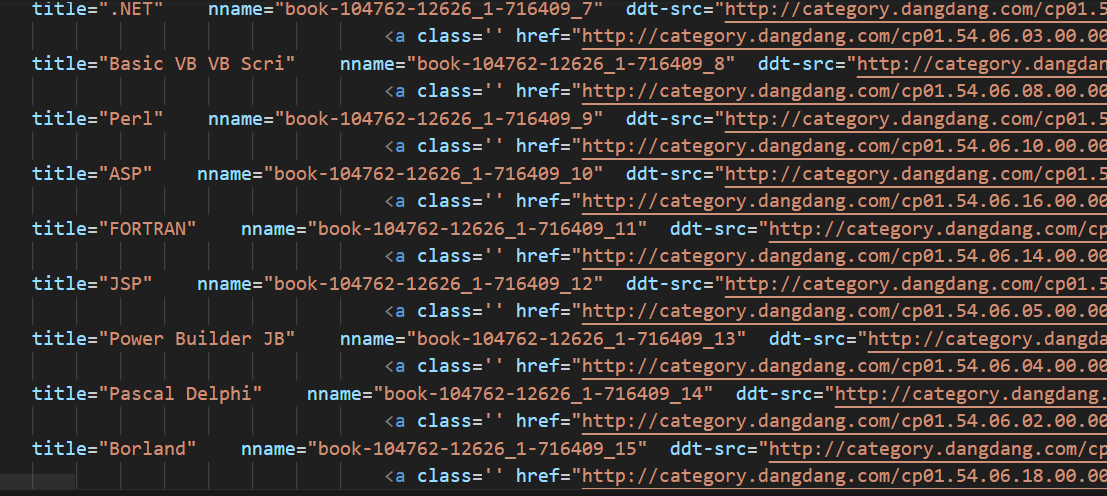 title=".NET" nname="book-104762-12626_1-716409_7" ddt-src="http://category.dangdang.com/cp01.5
<a class='' href="http://category.dangdang.com/cp01.54.06.03.00.00
title="Basic VB VB Scri" nname="book-104762-12626_1-716409_8" ddt-src="http://category.dangdan
<a class='' href="http://category.dangdang.com/cp01.54.06.08.00.00
title="Perl" nname="book-104762-12626_1-716409_9" ddt-src="http://category.dangdang.com/cp01.5
<a class='' href="http://category.dangdang.com/cp01.54.06.10.00.00
title="ASP" nname="book-104762-12626_1-716409_10" ddt-src="http://category.dangdang.com/cp01.5
<a class='' href="http://category.dangdang.com/cp01.54.06.16.00.00
title="FORTRAN" nname="book-104762-12626_1-716409_11" ddt-src="http://category.dangdang.com/cp
<a class='' href="http://category.dangdang.com/cp01.54.06.14.00.00
title="JSP" nname="book-104762-12626_1-716409_12" ddt-src="http://category.dangdang.com/cp01.5
<a class='' href="http://category.dangdang.com/cp01.54.06.05.00.00
title="Power Builder JB" nname="book-104762-12626_1-716409_13" ddt-src="http://category.dangda
<a class='' href="http://category.dangdang.com/cp01.54.06.04.00.00
title="Pascal Delphi" nname="book-104762-12626_1-716409_14" ddt-src="http://category.dangdang.
<a class='' href="http://category.dangdang.com/cp01.54.06.02.00.00
title="Borland" nname="book-104762-12626_1-716409_15" ddt-src="http://category.dangdang.com/cp
<a class='' href="http://category.dangdang.com/cp01.54.06.18.00.00